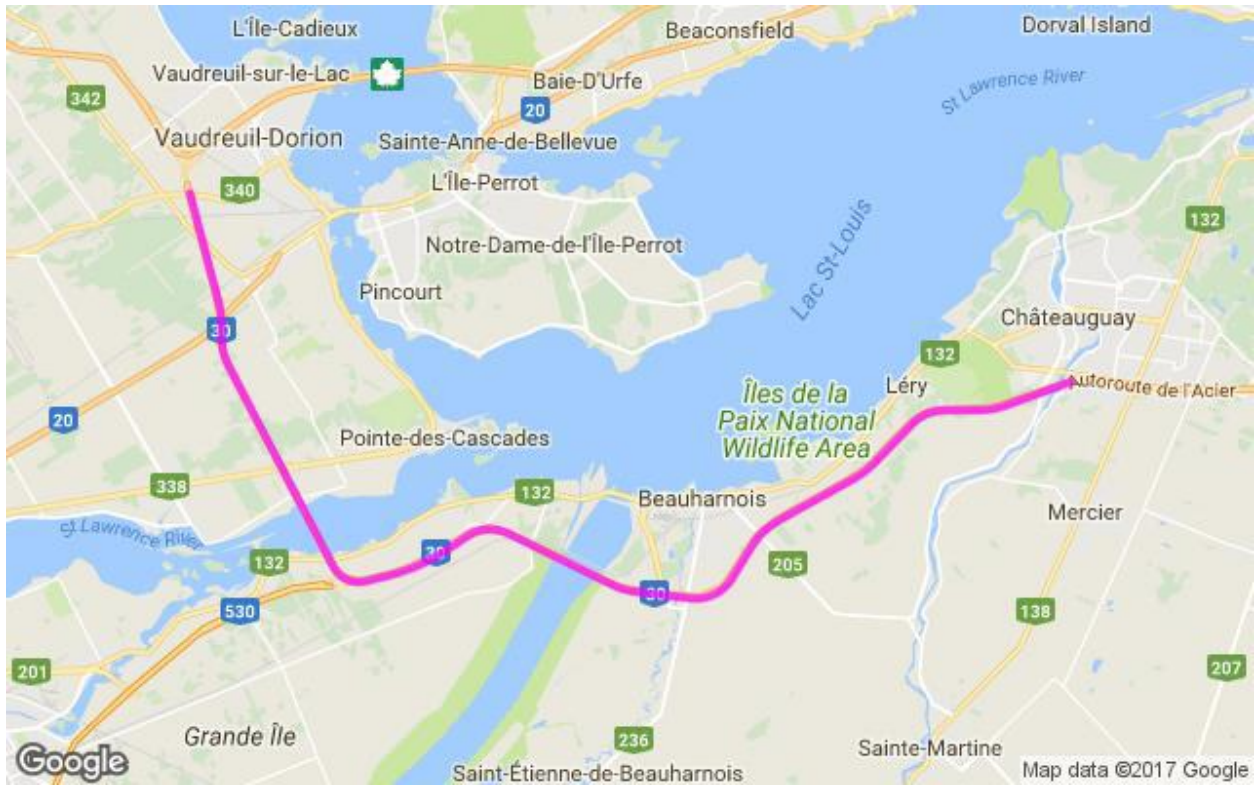 L'Île-Cadieux
Beaconsfield
Dorval Island
Vaudreuil-sur-le-Lac
Baie-D'Urfe
St Lawrence River
342
20
Vaudreuil-Dorion
Sainte-Anne-de-Bellevue
340
L'Île-Perrot
132
Notre-Dame-de-l'Île-Perrot
Lac St-Louis
Pincourt
30
Châteauguay
132
Léry
Autoroute de l'Acier
Îles de la
Paix National
Wildlife Area
20
Pointe-des-Cascades
338
132
Beauharnois
Mercier
St Lawrence River
132
30
205
30
530
138
201
207
Grande Île
236
Sainte-Martine
Saint-Étienne-de-Beauharnois
Google
Map data ©2017 Google